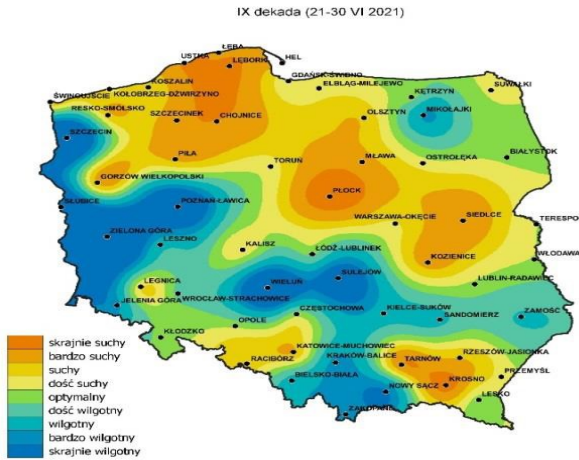 IX dekada (21-30 VI 2021)
ŁEBA
USTKA
LĘBORK
HEL
KOSZALIN
GDAŃSK-ŚWIBNO
SUWAŁKI
ŚWINOUJŚCIE
KOŁOBRZEG-DŹWIRZYNO
ELBLĄG-MILEJEWO
KĘTRZYN
RESKO-SMÓLSKO
SZCZECINEK
CHOJNICE
OLSZTYN
MIKOŁAJKI
SZCZECIN
PIŁA
TORUŃ
MŁAWA
OSTROŁĘKA
BIAŁYSTOK
GORZÓW WIELKOPOLSKI
PŁOCK
SŁUBICE
POZNAŃ-ŁAWICA
WARSZAWA-OKĘCIE
SIEDLCE
TERESPOL
ZIELONA GÓRA
LESZNO
KALISZ
ŁÓDŹ-LUBLINEK
KOZIENICE
WŁODAWA
LEGNICA
WIELUŃ
SULEJÓW
LUBLIN-RADAWIEC
JELENIA GÓRA
WROCŁAW-STRACHOWICE
CZĘSTOCHOWA
KIELCE-SUKÓW
SANDOMIERZ
ZAMOŚĆ
KŁODZKO
OPOLE
KATOWICE-MUCHOWIEC
RACIBÓRZ
KRAKÓW-BALICE
TARNÓW
RZESZÓW-JASIONKA
PRZEMYŚL
BIELSKO-BIAŁA
NOWY SĄCZ
KROSNO
LESKO
ZAKOPANE
skrajnie suchy
bardzo suchy
suchy
dość suchy
optymalny
dość wilgotny
wilgotny
bardzo wilgotny
skrajnie wilgotny